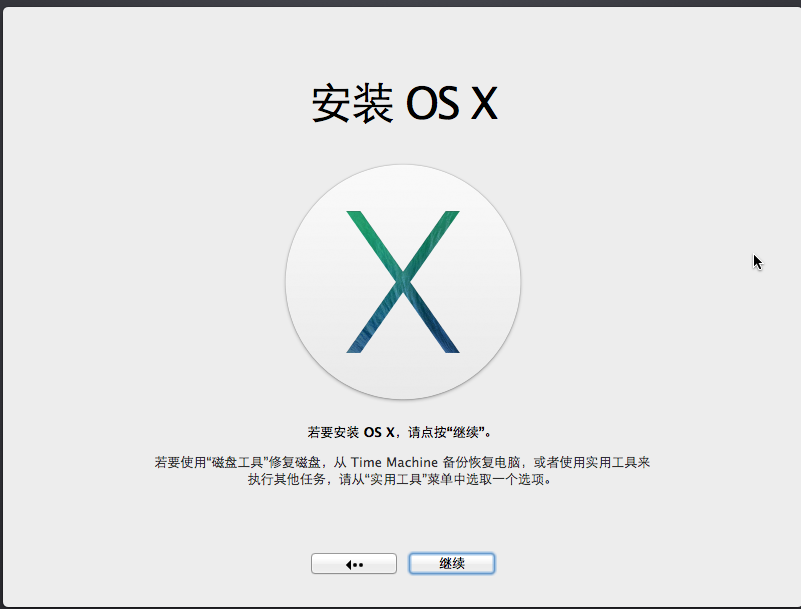 安装 OS X
若要安装 OS X，请点按“继续”。
若要使用“磁盘工具”修复磁盘，从 Time Machine 备份恢复电脑，或者使用实用工具来
执行其他任务，请从“实用工具”菜单中选取一个选项。
继续